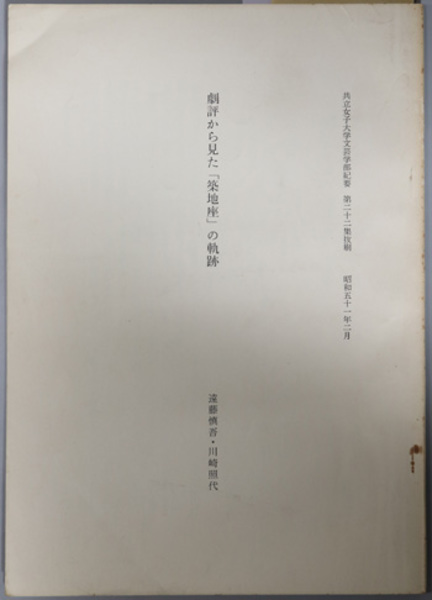 共立女子大学文芸学部紀要 第二十二集抜刷 昭和五十一年二月
劇評から見た「築地座」の軌跡
遠藤慎吾・川崎照代